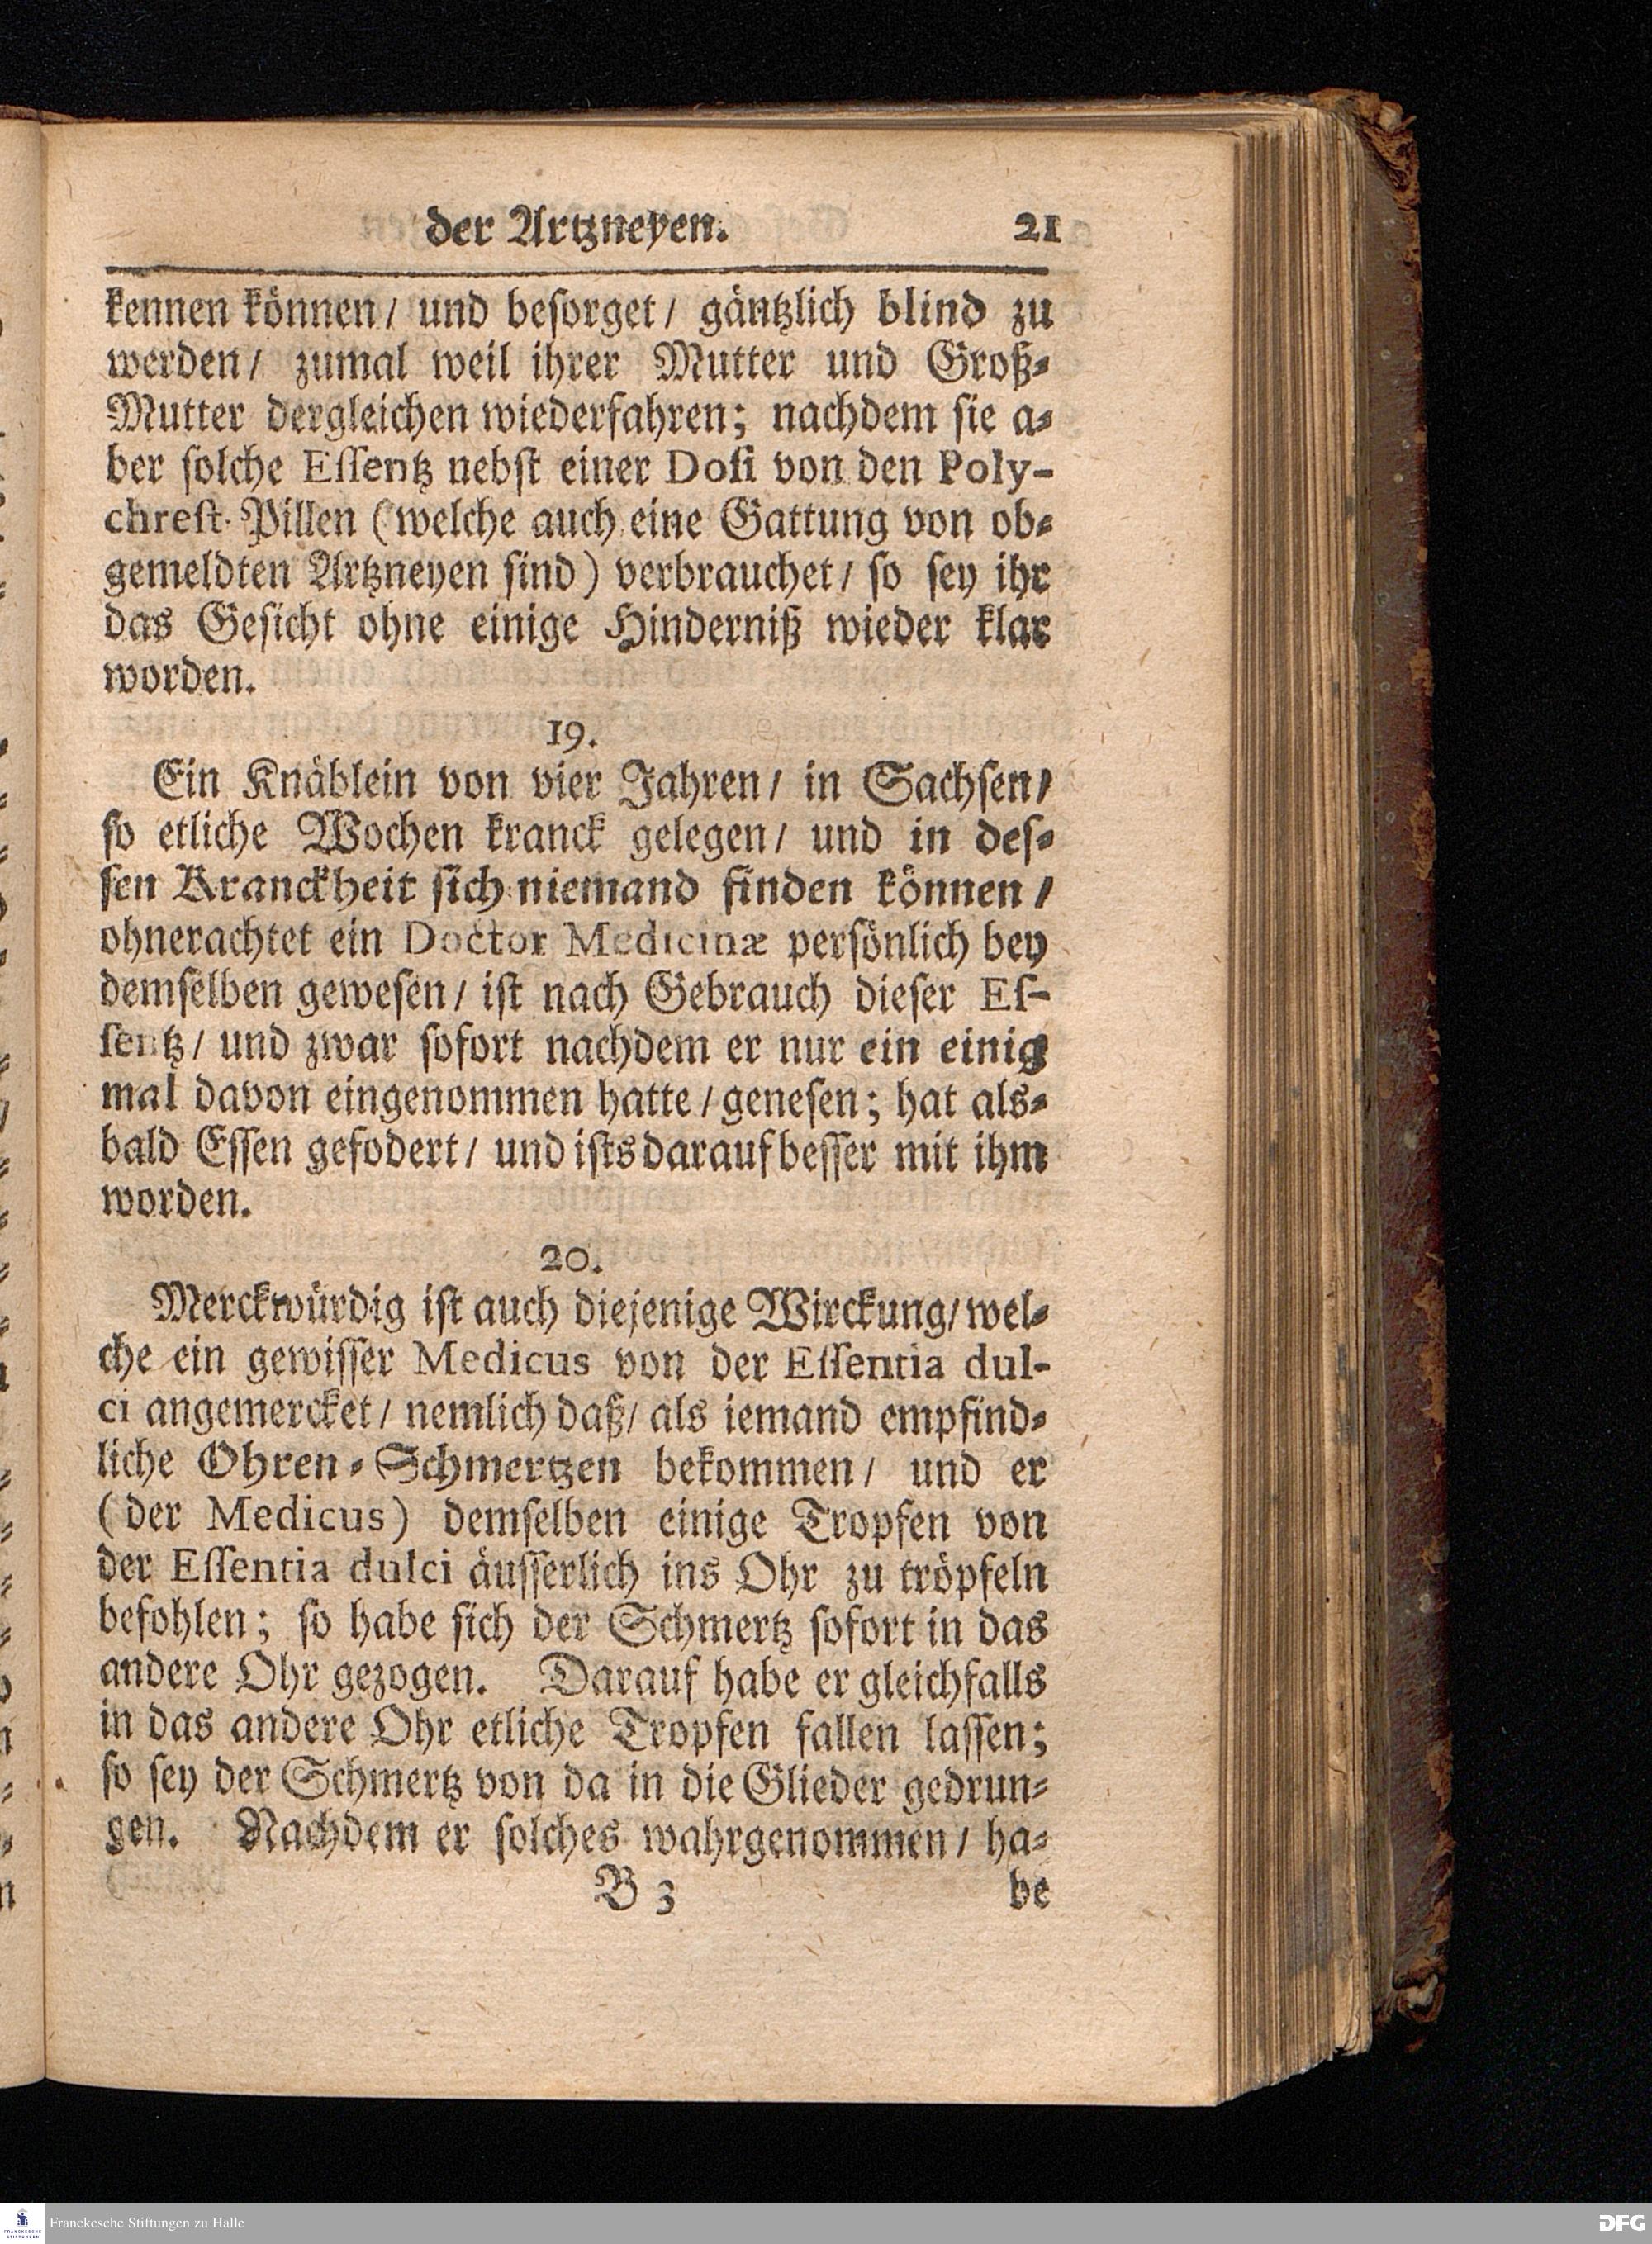 der Artzneyen. 21
kennen können/ und beſorget/ gäntzlich blind zu
werden/ zumal weil ihrer Mutter und Groß-
Mutter dergleichen wiederfahren; nachdem ſie a-
ber ſolche Eſſentz nebſt einer Doſi von den Poly-
chreſt-Pillen (welche auch eine Gattung von ob-
gemeldten Artzneyen ſind) verbrauchet/ ſo ſey ihr
das Geſicht ohne einige Hinderniß wieder klar
worden.
19.
Ein Knäblein von vier Jahren/ in Sachſen/
ſo etliche Wochen kranck gelegen/ und in deſ-
ſen Kranckheit ſich niemand finden können/
ohnerachtet ein Doctor Medicinæ perſönlich bey
demſelben geweſen/ iſt nach Gebrauch dieſer Eſ-
ſentz/ und zwar ſofort nachdem er nur ein einig
mal davon eingenommen hatte/ geneſen; hat als-
bald Eſſen gefodert/ und iſts darauf beſſer mit ihm
worden.
20.
Merckwürdig iſt auch diejenige Wirckung/ wel-
che ein gewiſſer Medicus von der Eſſentia dul-
ci angemercket/ nemlich daß/ als iemand empfind-
liche Ohren-Schmertzen bekommen/ und er
(der Medicus) demſelben einige Tropfen von
der Eſſentia dulci äuſſerlich ins Ohr zu tröpfeln
befohlen; ſo habe ſich der Schmertz ſofort in das
andere Ohr gezogen. Darauf habe er gleichfalls
in das andere Ohr etliche Tropfen fallen laſſen;
ſo ſey der Schmertz von da in die Glieder gedrun-
gen. Nachdem er ſolches wahrgenommen/ ha-
B 3 be
FRANCKESCHE STIFTUNGEN
Franckesche Stiftungen zu Halle
DFG